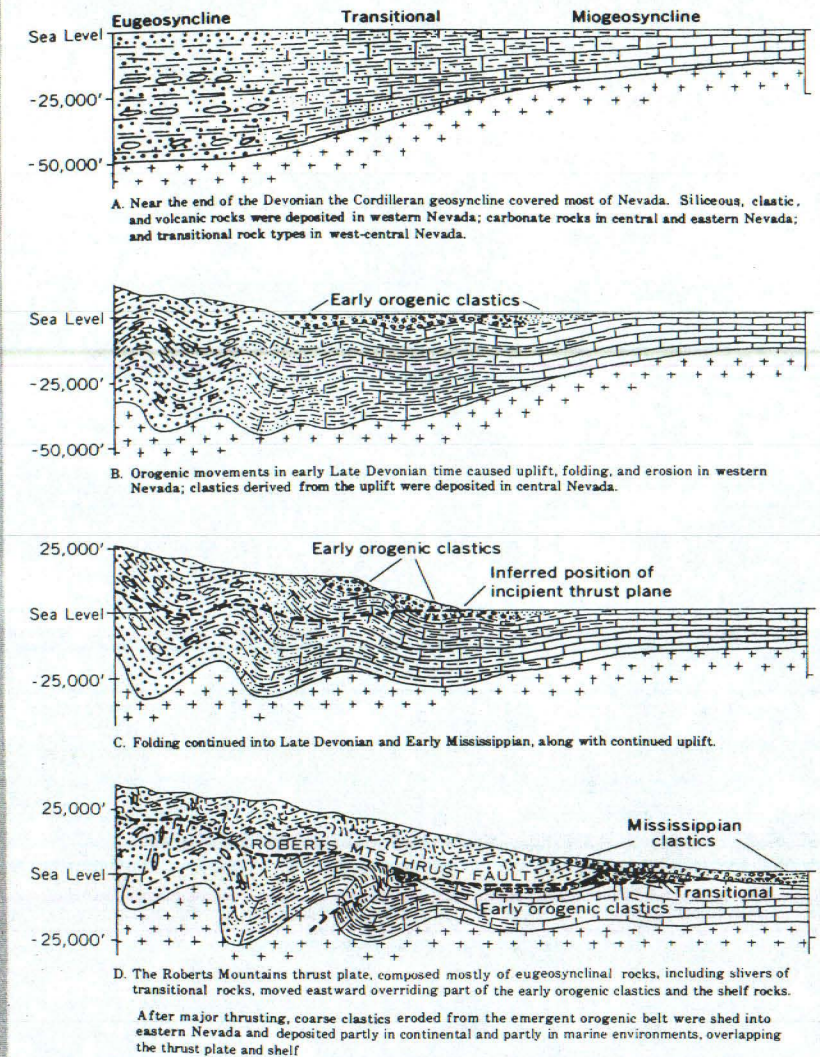 Eugeosyncline Transitional Miogeosyncline
Sea Level
-25,000'
-50,000'
A. Near the end of the Devonian the Cordilleran geosyncline covered most of Nevada. Siliceous, clastic,
and volcanic rocks were deposited in western Nevada; carbonate rocks in central and eastern Nevada;
and transitional rock types in west-central Nevada.
Early orogenic clastics
Sea Level
-25,000'
-50,000'
B. Orogenic movements in early Late Devonian time caused uplift, folding, and erosion in western
Nevada; clastics derived from the uplift were deposited in central Nevada.
25,000'
Early orogenic clastics
Inferred position of
incipient thrust plane
Sea Level
-25,000'
C. Folding continued into Late Devonian and Early Mississippian, along with continued uplift.
25,000'
Mississippian
clastics
ROBERTS MTS THRUST FAULT
Sea Level
Transitional
Early orogenic clastics
-25,000'
D. The Roberts Mountains thrust plate, composed mostly of eugeosynclinal rocks, including slivers of
transitional rocks, moved eastward overriding part of the early orogenic clastics and the shelf rocks.
After major thrusting, coarse clastics eroded from the emergent orogenic belt were shed into
eastern Nevada and deposited partly in continental and partly in marine environments, overlapping
the thrust plate and shelf